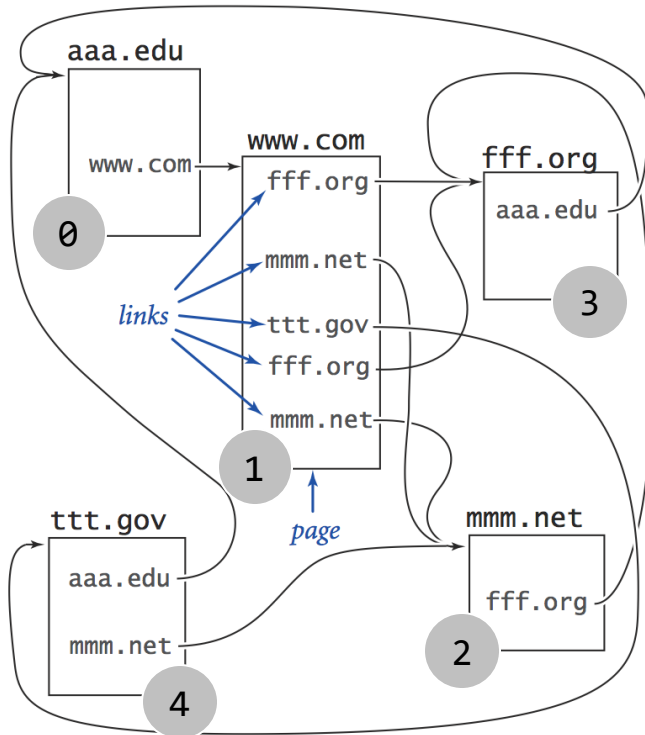 aaa.edu
www.com
0
www.com
fff.org
mmm.net
ttt.gov
fff.org
mmm.net
1
links
page
fff.org
aaa.edu
3
ttt.gov
aaa.edu
mmm.net
4
mmm.net
fff.org
2